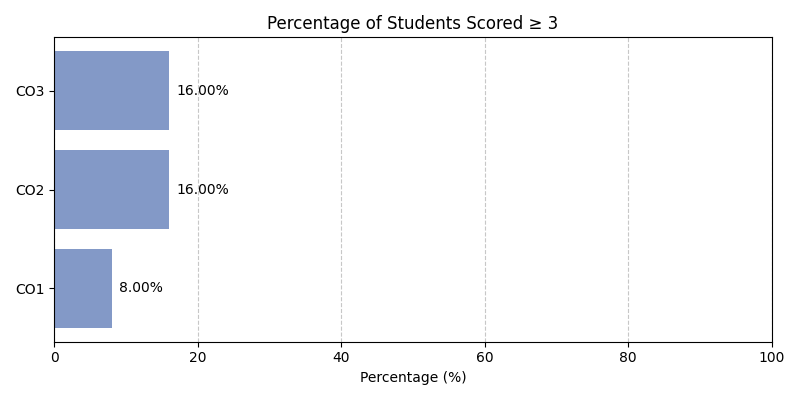 Percentage of Students Scored ≥ 3
CO3
16.00%
CO2
16.00%
CO1
8.00%
0 20 40 60 80 100
Percentage (%)